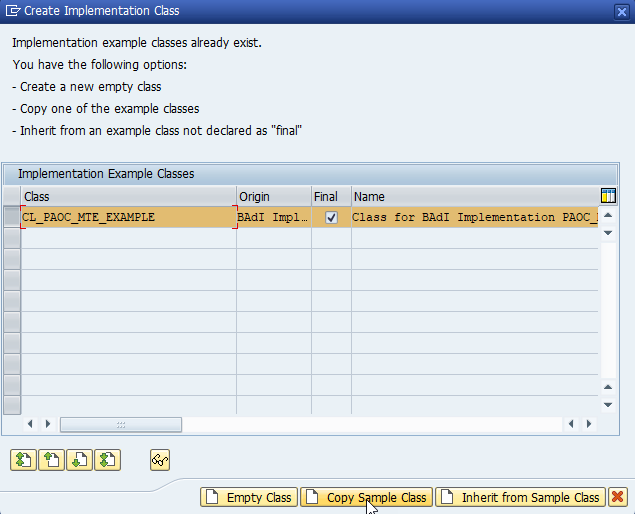 Create Implementation Class
Implementation example classes already exist.
You have the following options:
- Create a new empty class
- Copy one of the example classes
- Inherit from an example class not declared as "final"
Implementation Example Classes
Class Origin Final Name
CL_PAOC_MTE_EXAMPLE BAdI Impl... Class for BAdI Implementation PAOC_
Empty Class Copy Sample Class Inherit from Sample Class